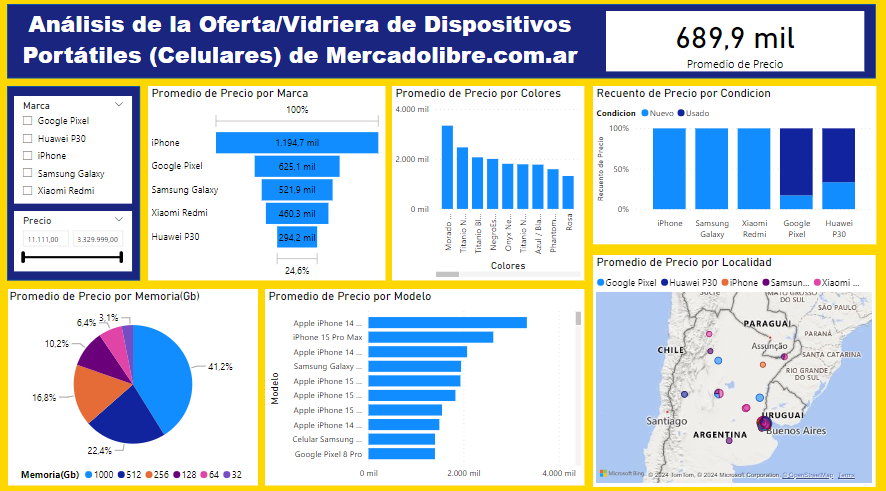 Análisis de la Oferta/Vidriera de Dispositivos
Portátiles (Celulares) de Mercadolibre.com.ar
689,9 mil
Promedio de Precio
Marca
Google Pixel
Huawei P30
iPhone
Samsung Galaxy
Xiaomi Redmi
Precio
11.111,00 3.329.999,00
Promedio de Precio por Marca
100%
iPhone 1.194,7 mil
Google Pixel 625,1 mil
Samsung Galaxy 521,9 mil
Xiaomi Redmi 460,3 mil
Huawei P30 294,2 mil
24,6%
Promedio de Precio por Colores
4.000 mil
2.000 mil
0 mil
Morado ...
Titanio N...
Titanio Bl...
NegroEs...
Onyx Ne...
Titanio N...
Azul / Bla...
Phantom...
Rosa
Colores
Recuento de Precio por Condicion
Condicion Nuevo Usado
Recuento de Precio
100%
50%
0%
iPhone
Samsung
Galaxy
Xiaomi
Redmi
Google
Pixel
Huawei
P30
Promedio de Precio por Memoria(Gb)
3,1%
6,4%
10,2%
16,8%
22,4%
41,2%
Memoria(Gb) 1000 512 256 128 64 32
Promedio de Precio por Modelo
Modelo
Apple iPhone 14 ...
iPhone 15 Pro Max
Apple iPhone 14 ...
Samsung Galaxy ...
Apple iPhone 15 ...
Apple iPhone 15 ...
Apple iPhone 15 ...
Apple iPhone 14 ...
Celular Samsung ...
Google Pixel 8 Pro
0 mil 2.000 mil 4.000 mil
Promedio de Precio por Localidad
Google Pixel Huawei P30 iPhone Samsun... Xiaomi ...
Sucre
MATO GROSSO
DO SUL
SÃO PAULO
PARAGUAI
PARANÁ
Assunção
CHILE
SANTA CATARINA
RIO GRANDE
DO SUL
Santiago
URUGUAI
Buenos Aires
ARGENTINA
Microsoft Bing
© 2024 TomTom, © 2024 Microsoft Corporation, © OpenStreetMap Terms